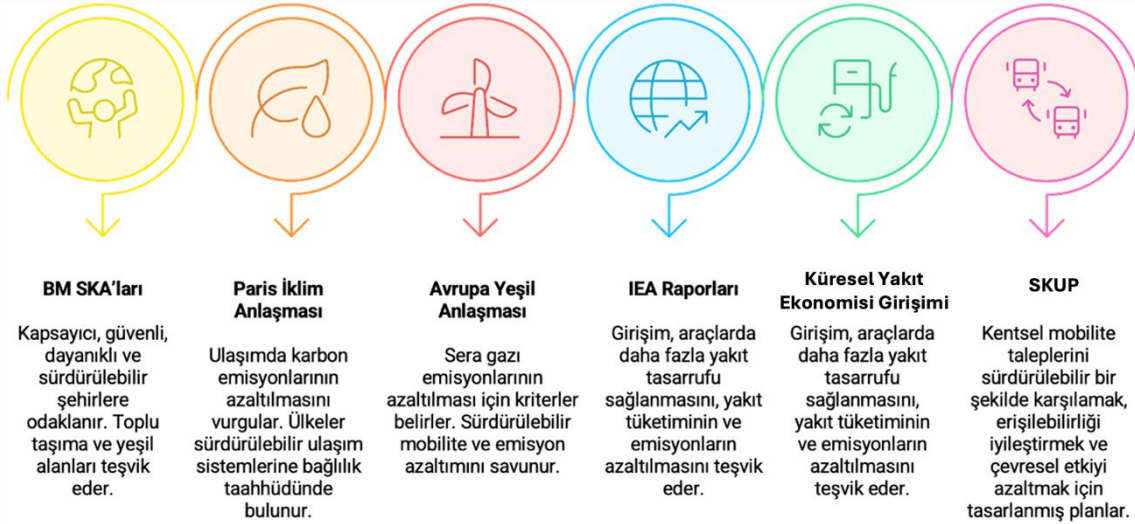 BM SKA'ları
Kapsayıcı, güvenli,
dayanıklı ve
sürdürülebilir
şehirlere
odaklanır. Toplu
taşıma ve yeşil
alanları teşvik
eder.
Paris İklim
Anlaşması
Ulaşımda karbon
emisyonlarının
azaltılmasını
vurgular. Ülkeler
sürdürülebilir ulaşım
sistemlerine bağlılık
taahhüdünde
bulunur.
Avrupa Yeşil
Anlaşması
Sera gazı
emisyonlarının
azaltılması için kriterler
belirler. Sürdürülebilir
mobilite ve emisyon
azaltımını savunur.
IEA Raporları
Girişim, araçlarda
daha fazla yakıt
tasarrufu
sağlanmasını, yakıt
tüketiminin ve
emisyonların
azaltılmasını teşvik
eder.
Küresel Yakıt
Ekonomisi Girişimi
Girişim, araçlarda
daha fazla yakıt
tasarrufu
sağlanmasını,
yakıt tüketiminin
ve emisyonların
azaltılmasını
teşvik eder.
SKUP
Kentsel mobilite
taleplerini
sürdürülebilir bir
şekilde karşılamak,
erişilebilirliği
iyileştirmek ve
çevresel etkiyi
azaltmak için
tasarlanmış planlar.